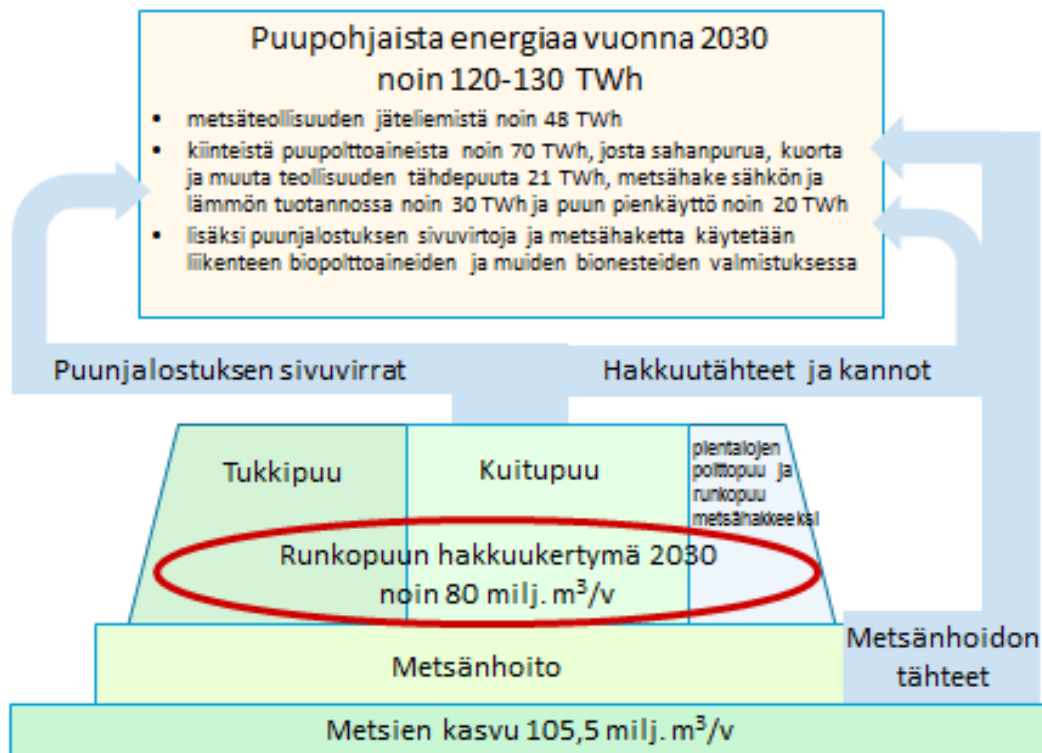 Puupohjaista energiaa vuonna 2030
noin 120-130 TWh
• metsäteollisuuden jäteliemistä noin 48 TWh
• kiinteistä puupolttoaineista noin 70 TWh, josta sahanpurua, kuorta
ja muuta teollisuuden tähdepuuta 21 TWh, metsähake sähkön ja
lämmön tuotannossa noin 30 TWh ja puun pienkäyttö noin 20 TWh
• lisäksi puunjalostuksen sivuvirtoja ja metsähaketta käytetään
liikenteen biopolttoaineiden ja muiden bionesteiden valmistuksessa
Puunjalostuksen sivuvirrat
Hakkuutähteet ja kannot
Tukkipuu
Kuitupuu
pientalojen
polttopuu ja
runkopuu
metsähakkeeksi
Runkopuun hakkuukertymä 2030
noin 80 milj. m³/v
Metsänhoito
Metsänhoidon
tähteet
Metsien kasvu 105,5 milj. m³/v